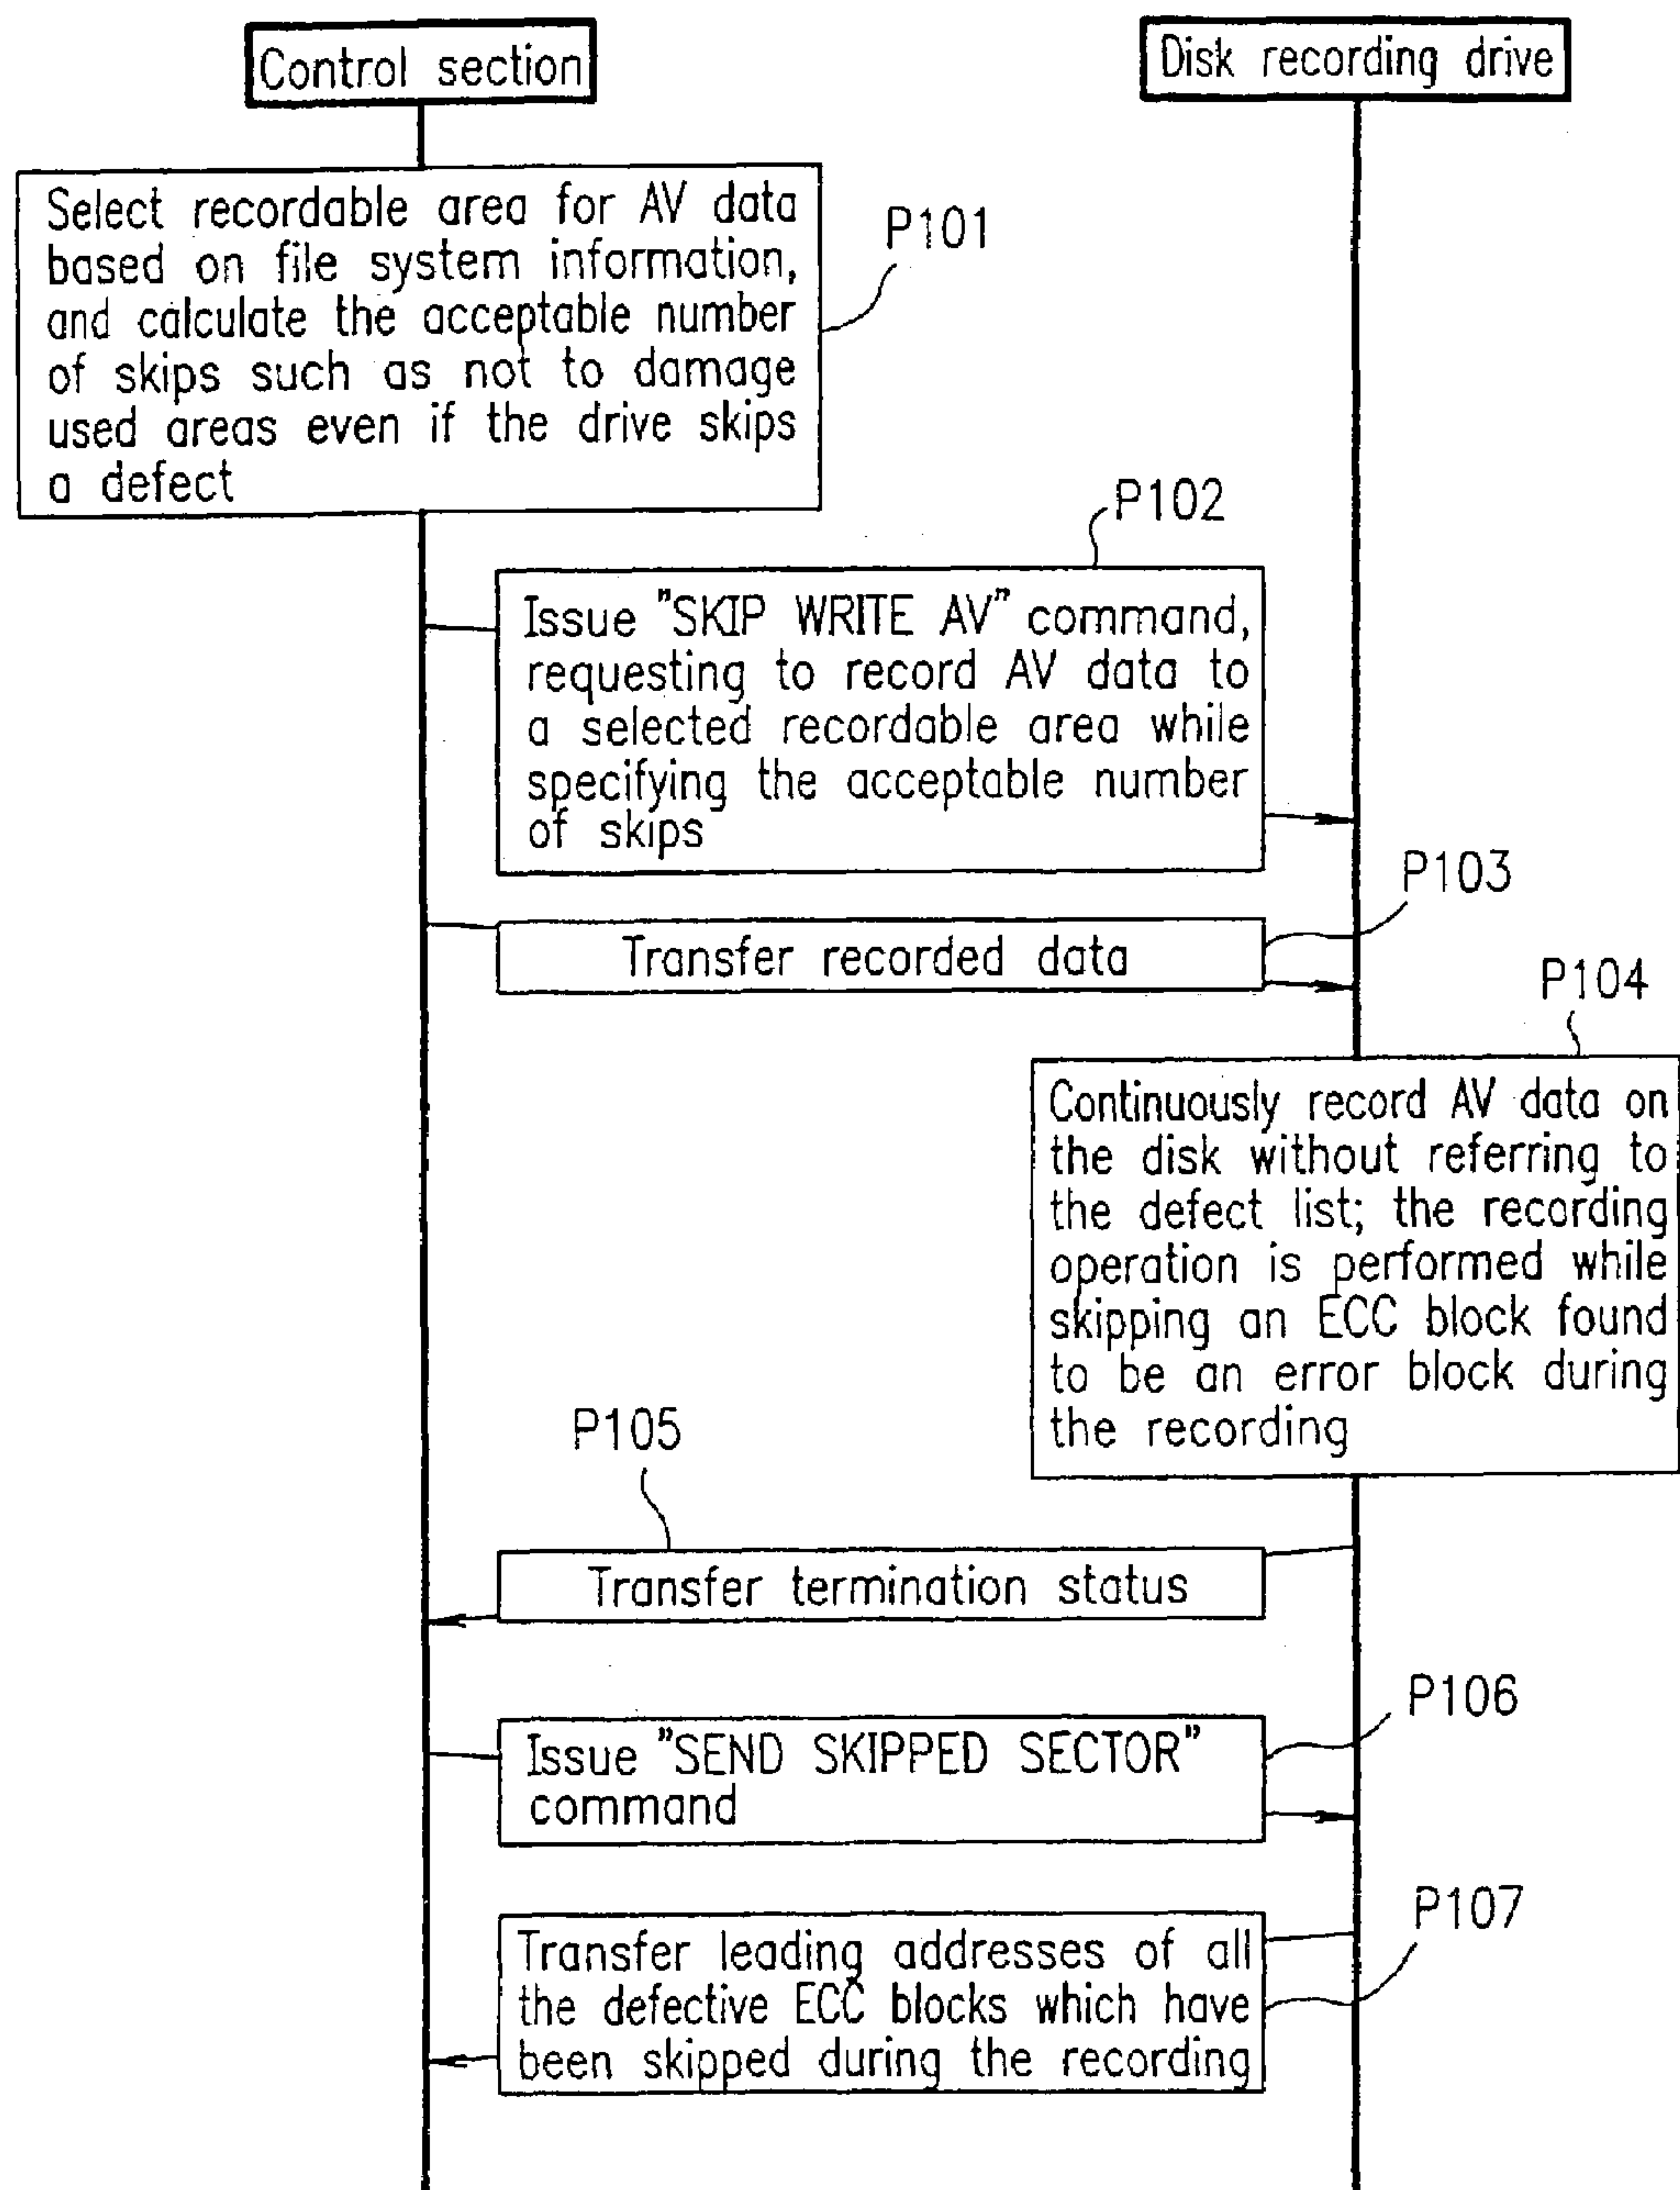 Control section
Disk recording drive
Select recordable area for AV data
based on file system information,
and calculate the acceptable number
of skips such as not to damage
used areas even if the drive skips
a defect
P101
P102
Issue "SKIP WRITE AV" command,
requesting to record AV data to
a selected recordable area while
specifying the acceptable number
of skips
P103
Transfer recorded data
P104
Continuously record AV data on
the disk without referring to
the defect list; the recording
operation is performed while
skipping an ECC block found
to be an error block during
the recording
P105
Transfer termination status
P106
Issue "SEND SKIPPED SECTOR"
command
P107
Transfer leading addresses of all
the defective ECC blocks which have
been skipped during the recording